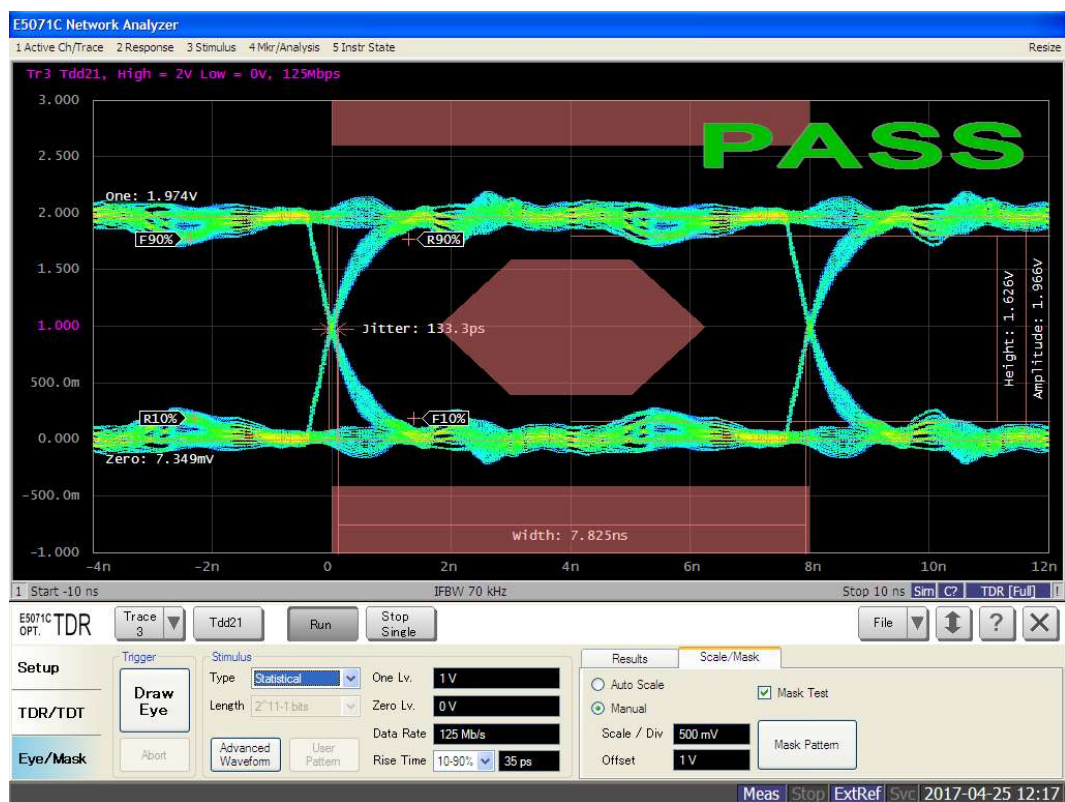 E5071C Network Analyzer
1 Active Ch/Trace 2 Response 3 Stimulus 4 Mkr/Analysis 5 Instr State Resize
Tr3 Tdd21, High = 2V Low = 0V, 125Mbps
PASS
3.000
2.500
2.000
1.500
1.000
500.0m
0.000
-500.0m
-1.000
One: 1.974V
F90%
R90%
Jitter: 133.3ps
Height: 1.626V
Amplitude: 1.966V
R10%
F10%
Zero: 7.349mV
Width: 7.825ns
-4n -2n 0 2n 4n 6n 8n 10n 12n
1 Start -10 ns IFBW 70 kHz Stop 10 ns Sim C? TDR [Full] !
E5071C OPT. TDR
Trace 3
Tdd21
Run
Stop Single
File
?
Setup
TDR/TDT
Eye/Mask
Trigger
Draw Eye
Abort
Stimulus
Type Statistical
Length 2^11-1 bits
Advanced Waveform
User Pattern
One Lv. 1 V
Zero Lv. 0 V
Data Rate 125 Mb/s
Rise Time 10-90% 35 ps
Results Scale/Mask
Auto Scale
Manual
Mask Test
Scale / Div 500 mV
Offset 1 V
Mask Pattern
Meas Stop ExtRef Svc 2017-04-25 12:17